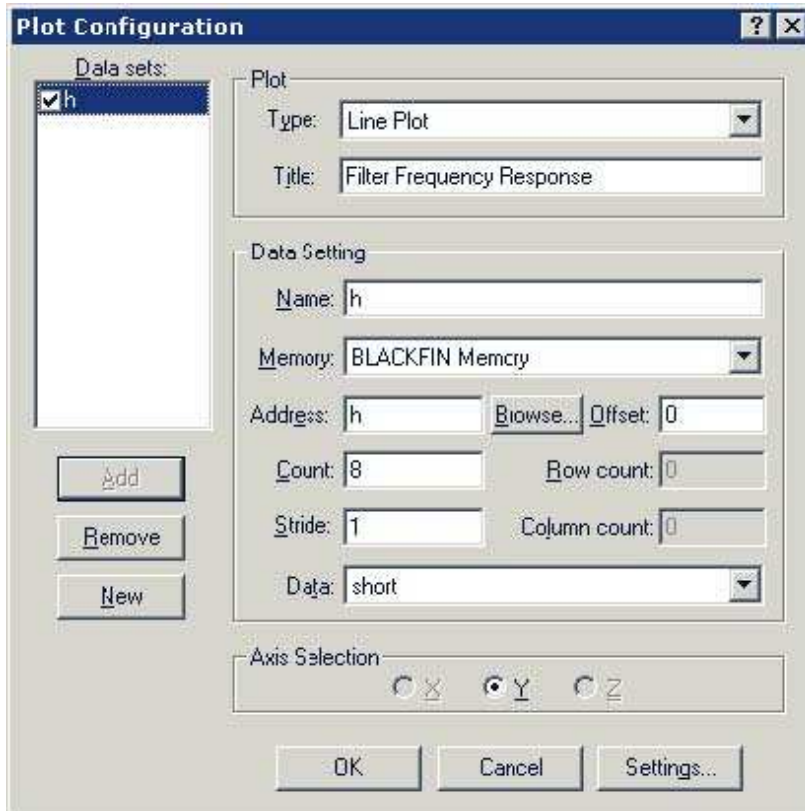 Plot Configuration
Data sets:
h
Plot
Type: Line Plot
Title: Filter Frequency Response
Data Setting
Name: h
Memory: BLACKFIN Memory
Address: h Browse... Offset: 0
Count: 8 Row count: 0
Stride: 1 Column count: 0
Data: short
Add
Remove
New
Axis Selection
X Y Z
OK Cancel Settings...